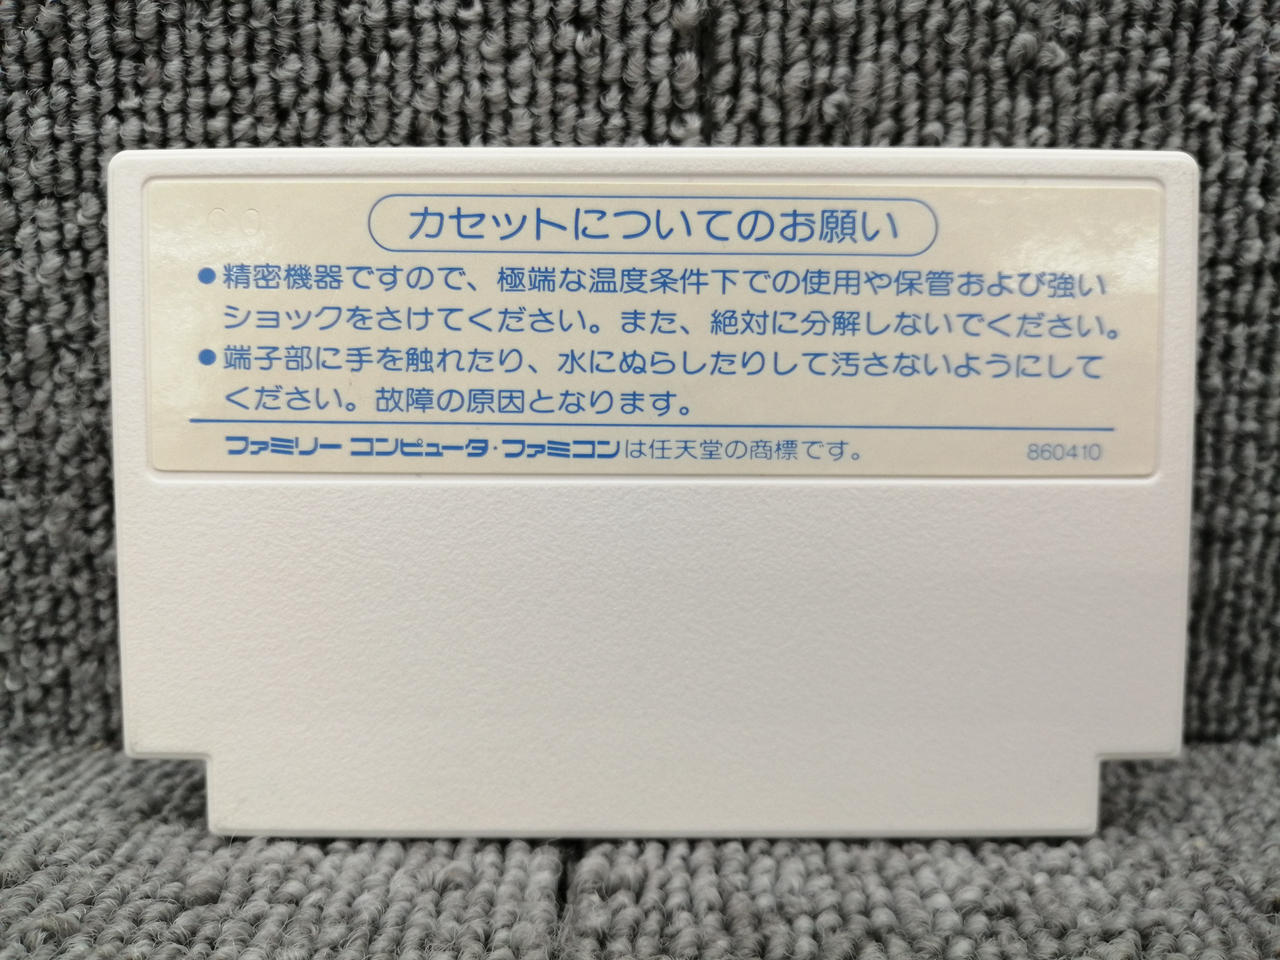 カセットについてのお願い
●精密機器ですので、極端な温度条件下での使用や保管および強い
ショックをさけてください。また、絶対に分解しないでください。
●端子部に手を触れたり、水にぬらしたりして汚さないようにして
ください。故障の原因となります。
ファミリー コンピュータ・ファミコンは任天堂の商標です。 860410